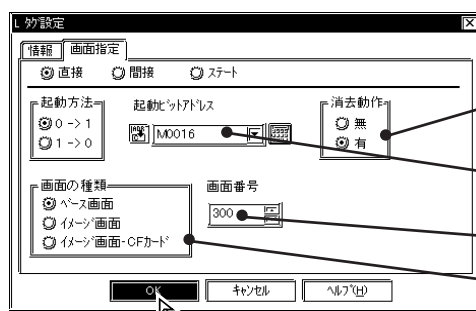 L ﾀｸﾞ設定
情報 画面指定
直接 間接 ｽﾃｰﾄ
起動方法
0 -> 1
1 -> 0
起動ﾋﾞｯﾄｱﾄﾞﾚｽ
M0016
消去動作
無
有
画面の種類
ﾍﾞｰｽ画面
ｲﾒｰｼﾞ画面
ｲﾒｰｼﾞ画面-CFｶｰﾄﾞ
画面番号
300
OK ｷｬﾝｾﾙ ﾍﾙﾌﾟ(H)